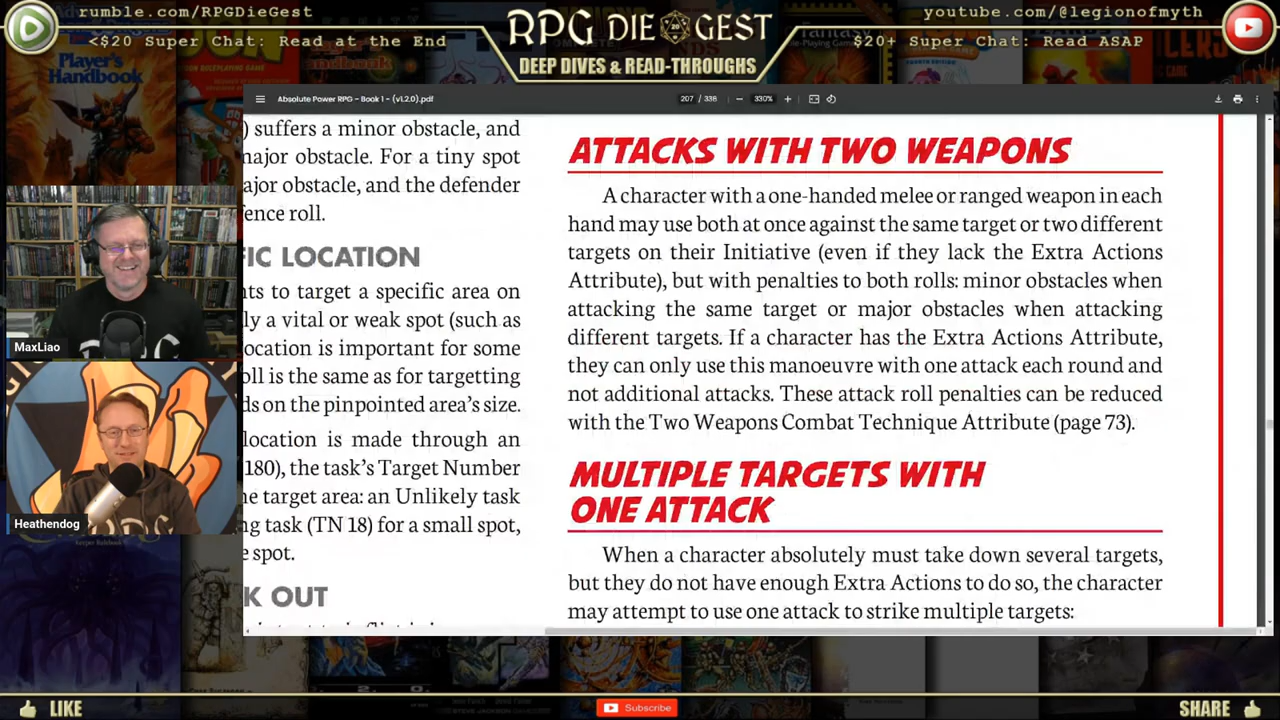 rumble.com/RPGDieGest
<$20 Super Chat: Read at the End
RPG DIE GEST
DEEP DIVES & READ-THROUGHS
youtube.com/@legionofmyth
$20+ Super Chat: Read ASAP
Player's
Handbook
Absolute Power RPG – Book 1 – (v1.2.0).pdf
207 / 336
330%
) suffers a minor obstacle, and
major obstacle. For a tiny spot
ajor obstacle, and the defender
fence roll.
FIC LOCATION
nts to target a specific area on
ly a vital or weak spot (such as
location is important for some
oll is the same as for targetting
ds on the pinpointed area's size.
location is made through an
180), the task's Target Number
e target area: an Unlikely task
ng task (TN 18) for a small spot,
e spot.
K OUT
ATTACKS WITH TWO WEAPONS
A character with a one-handed melee or ranged weapon in each
hand may use both at once against the same target or two different
targets on their Initiative (even if they lack the Extra Actions
Attribute), but with penalties to both rolls: minor obstacles when
attacking the same target or major obstacles when attacking
different targets. If a character has the Extra Actions Attribute,
they can only use this manoeuvre with one attack each round and
not additional attacks. These attack roll penalties can be reduced
with the Two Weapons Combat Technique Attribute (page 73).
MULTIPLE TARGETS WITH
ONE ATTACK
When a character absolutely must take down several targets,
but they do not have enough Extra Actions to do so, the character
may attempt to use one attack to strike multiple targets:
MaxLiao
Heathendog
LIKE
Subscribe
SHARE